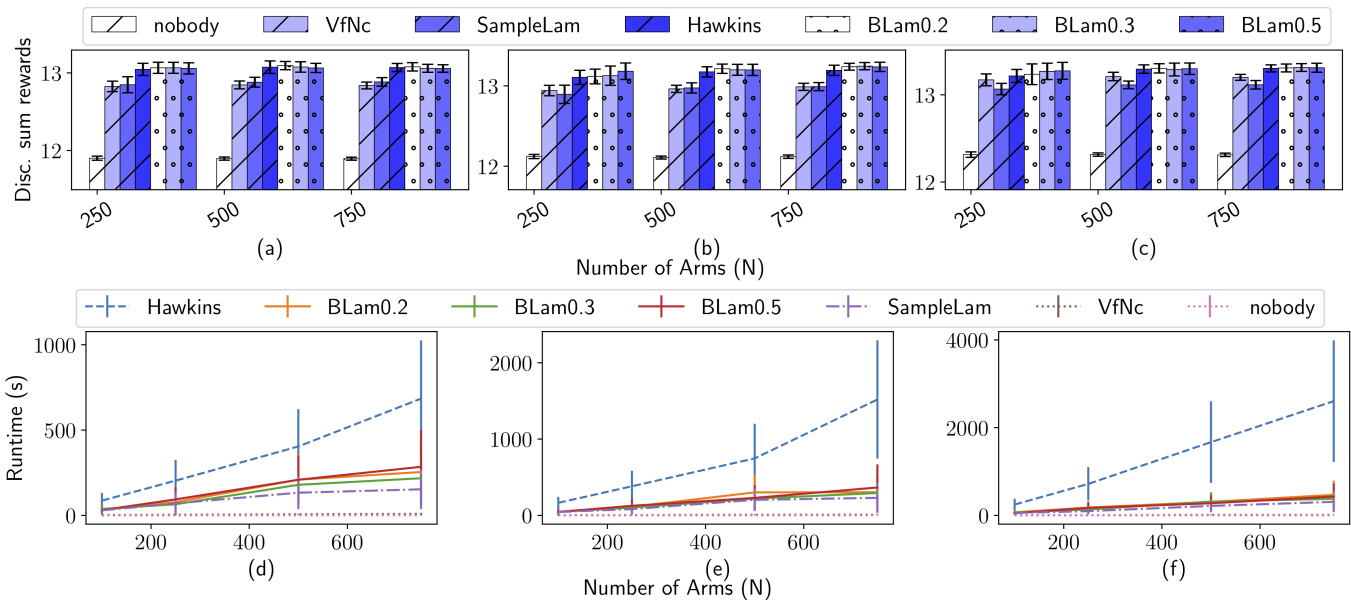 nobody VfNc SampleLam Hawkins BLam0.2 BLam0.3 BLam0.5
Disc. sum rewards
13
12
250 500 750
(a)
13
12
250 500 750
(b)
13
12
250 500 750
(c)
Number of Arms (N)
Hawkins BLam0.2 BLam0.3 BLam0.5 SampleLam VfNc nobody
Runtime (s)
1000
500
0
200 400 600
(d)
2000
1000
0
200 400 600
(e)
4000
2000
0
200 400 600
(f)
Number of Arms (N)